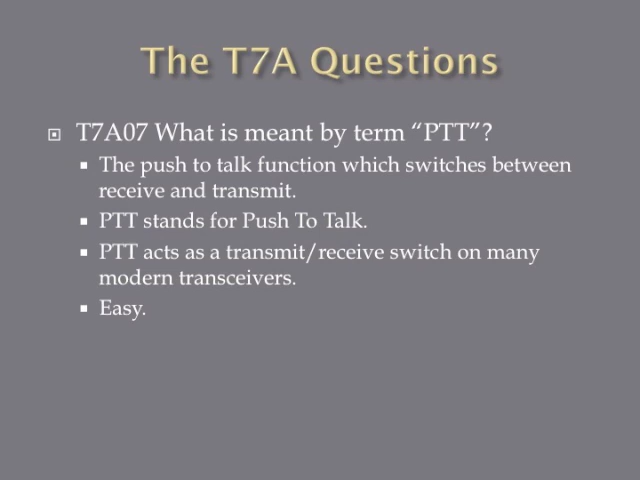 The T7A Questions
T7A07 What is meant by term “PTT”?
The push to talk function which switches between
receive and transmit.
PTT stands for Push To Talk.
PTT acts as a transmit/receive switch on many
modern transceivers.
Easy.